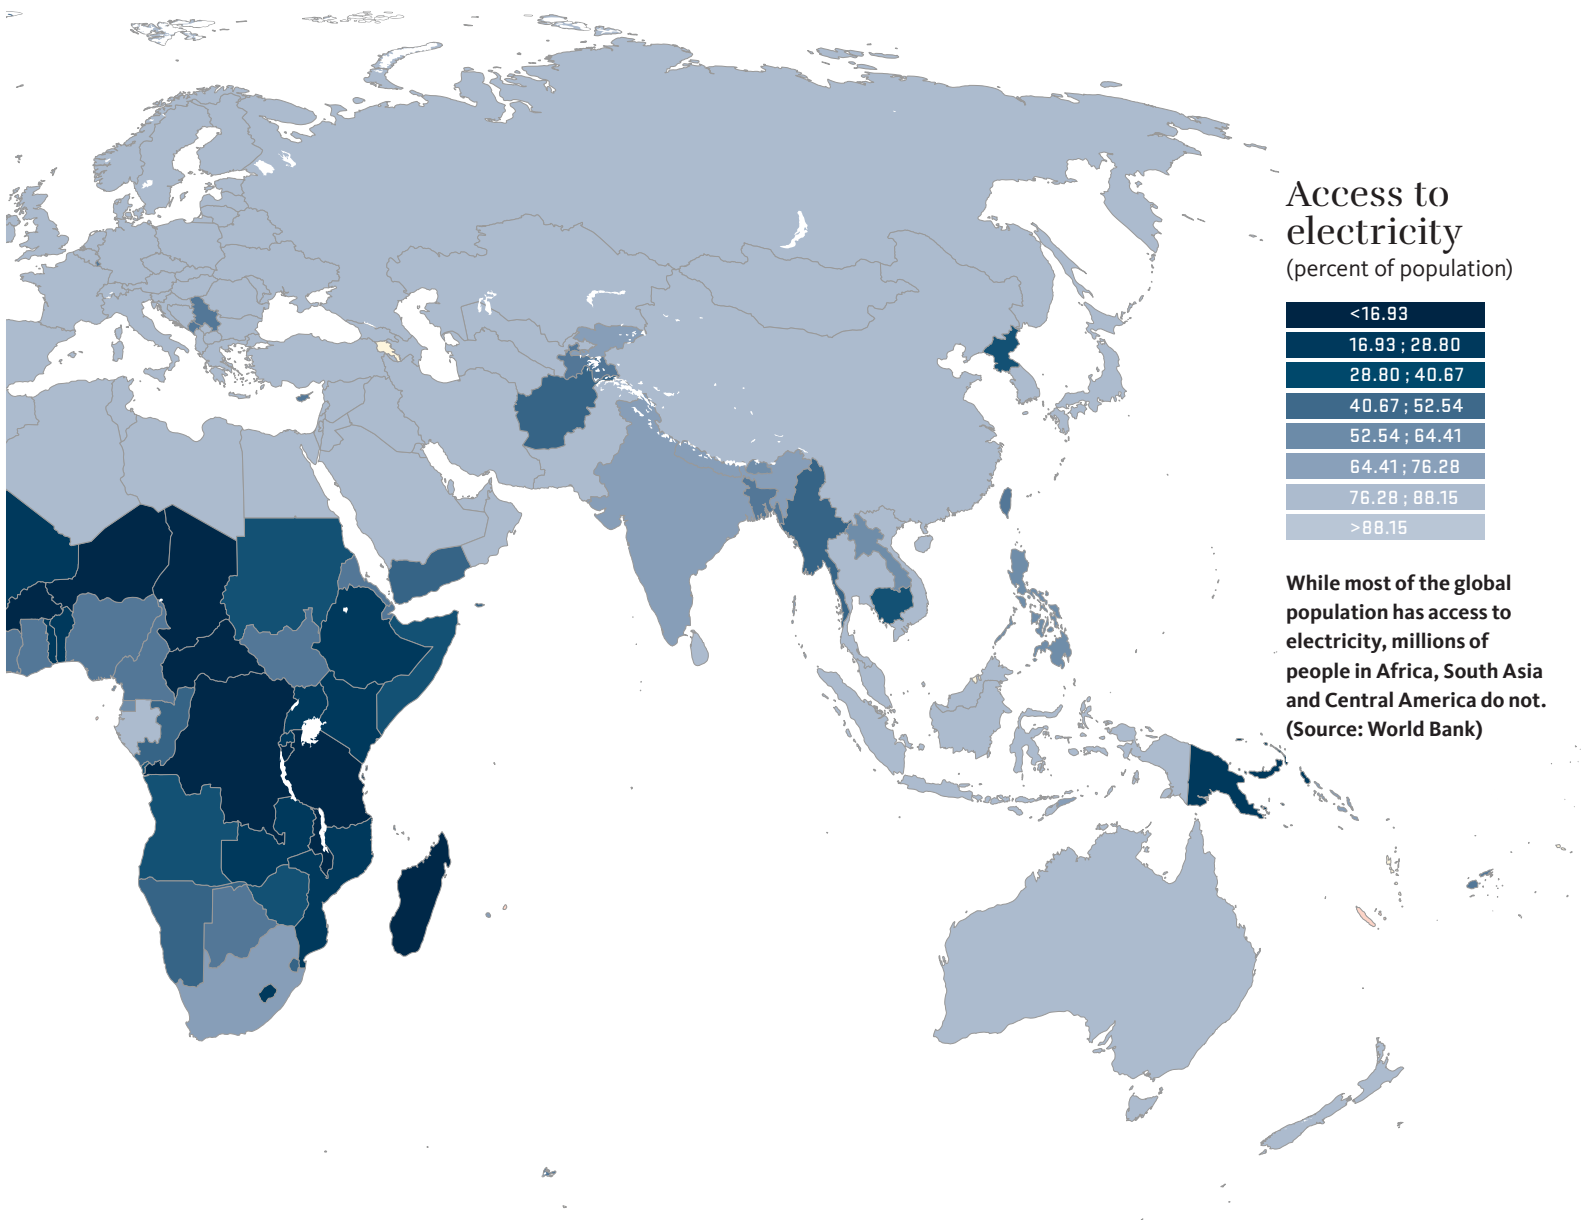 Access to
electricity
(percent of population)
<16.93
16.93 ; 28.80
28.80 ; 40.67
40.67 ; 52.54
52.54 ; 64.41
64.41 ; 76.28
76.28 ; 88.15
>88.15
While most of the global
population has access to
electricity, millions of
people in Africa, South Asia
and Central America do not.
(Source: World Bank)